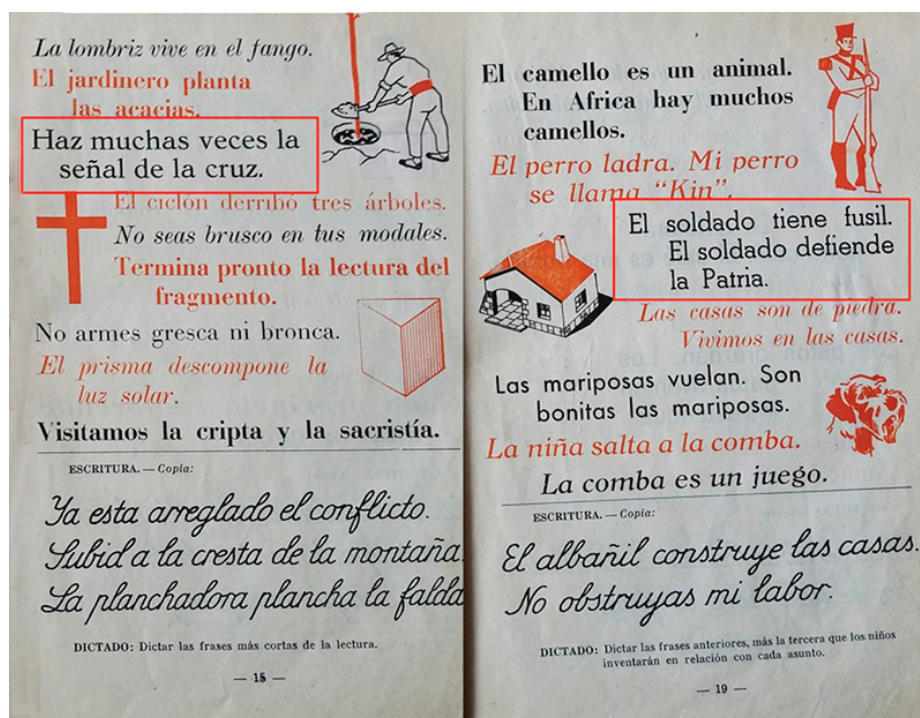 La lombriz vive en el fango.
El jardinero planta
las acacias.
Haz muchas veces la
señal de la cruz.
El ciclón derribó tres árboles.
No seas brusco en tus modales.
Termina pronto la lectura del
fragmento.
No armes gresca ni bronca.
El prisma descompone la
luz solar.
Visitamos la cripta y la sacristía.
ESCRITURA. — Copia:
Ya esta arreglado el conflicto.
Subid a la cresta de la montaña.
La planchadora plancha la falda
DICTADO: Dictar las frases más cortas de la lectura.
— 18 —
El camello es un animal.
En Africa hay muchos
camellos.
El perro ladra. Mi perro
se llama "Kin".
El soldado tiene fusil.
El soldado defiende
la Patria.
Las casas son de piedra.
Vivimos en las casas.
Las mariposas vuelan. Son
bonitas las mariposas.
La niña salta a la comba.
La comba es un juego.
ESCRITURA. — Copia:
El albañil construye las casas.
No obstruyas mi labor.
DICTADO: Dictar las frases anteriores, más la tercera que los niños
inventarán en relación con cada asunto.
— 19 —